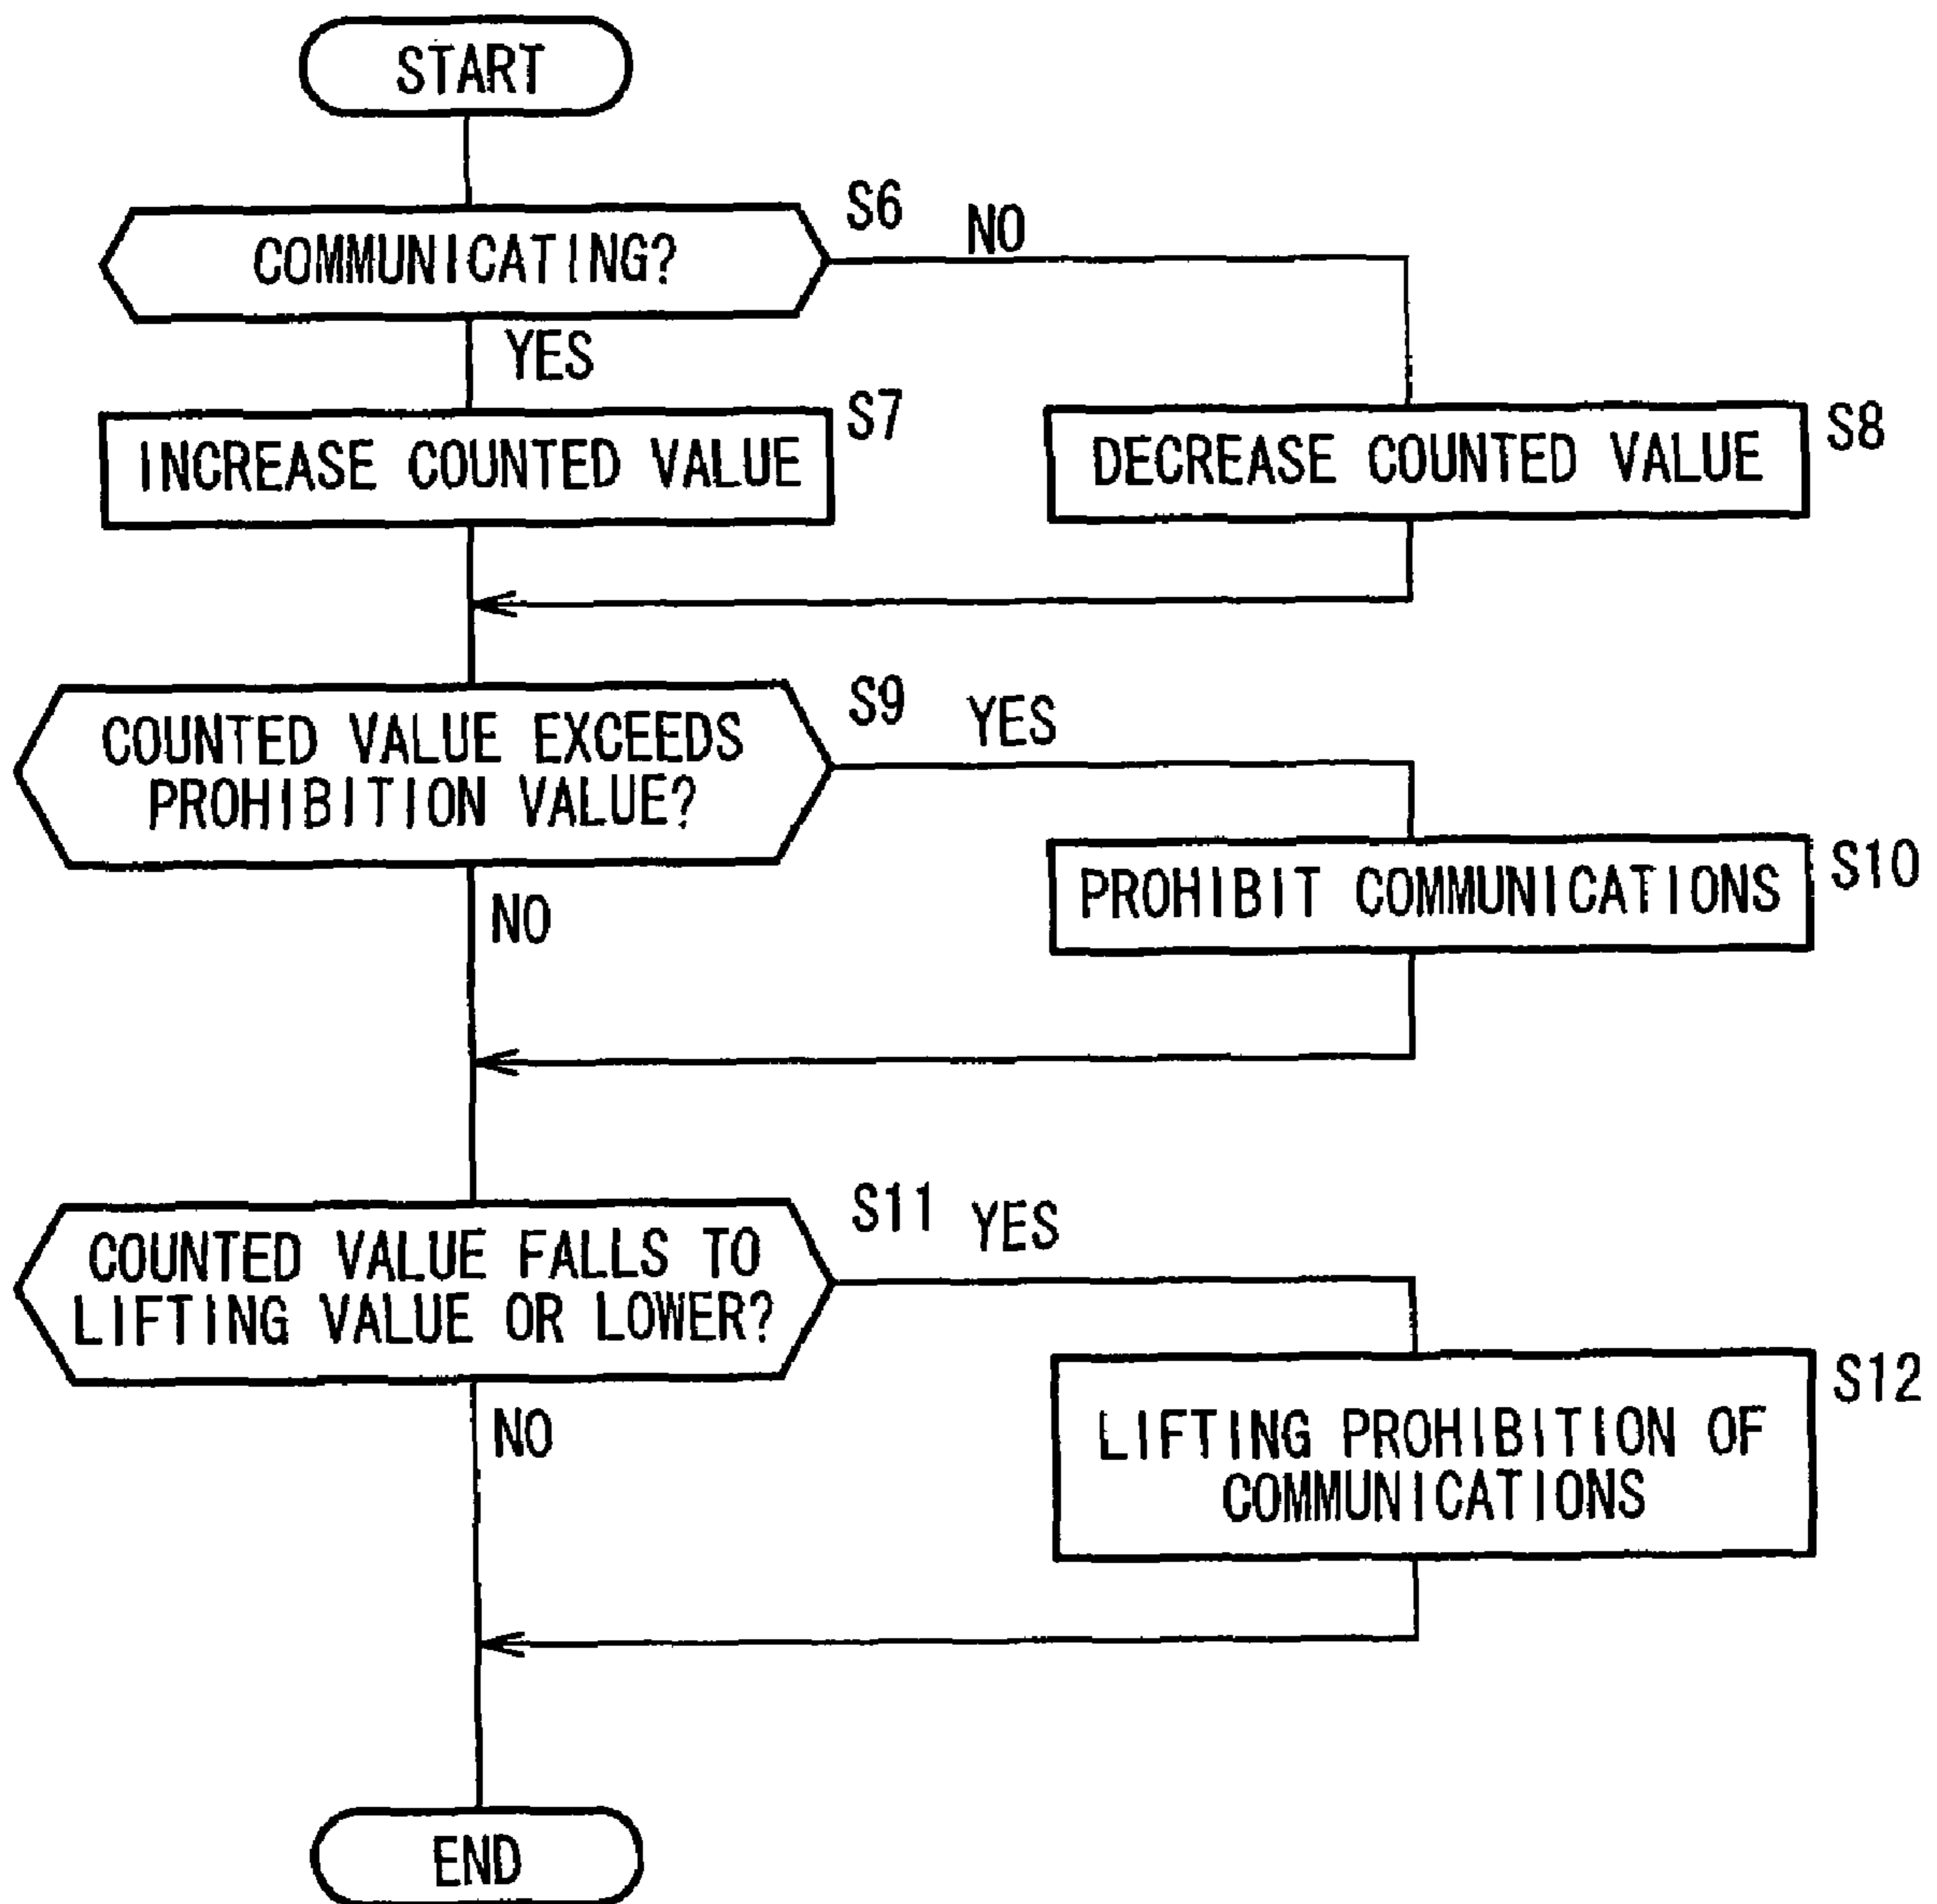 START
COMMUNICATING?
S6
NO
YES
INCREASE COUNTED VALUE
S7
DECREASE COUNTED VALUE
S8
COUNTED VALUE EXCEEDS
PROHIBITION VALUE?
S9
YES
NO
PROHIBIT COMMUNICATIONS
S10
COUNTED VALUE FALLS TO
LIFTING VALUE OR LOWER?
S11
YES
NO
LIFTING PROHIBITION OF
COMMUNICATIONS
S12
END